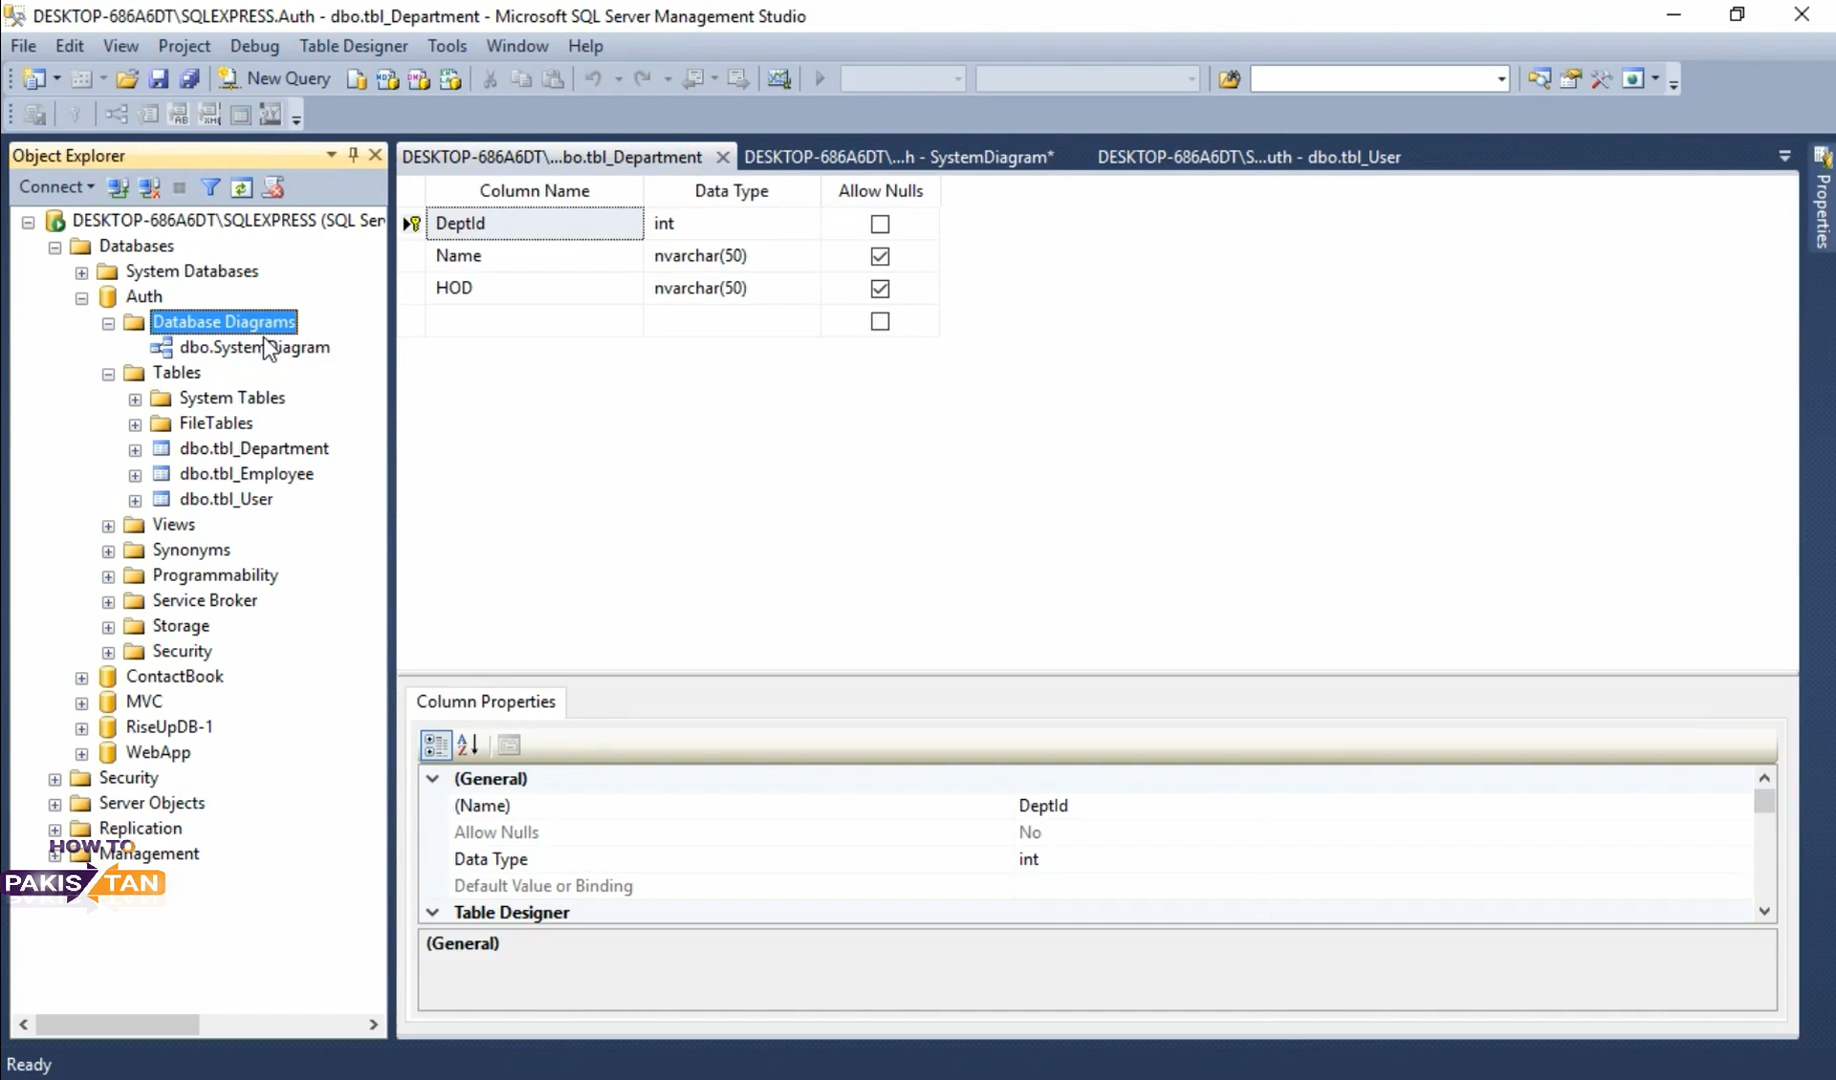 DESKTOP-686A6DT\SQLEXPRESS.Auth - dbo.tbl_Department - Microsoft SQL Server Management Studio
File Edit View Project Debug Table Designer Tools Window Help
New Query
Object Explorer
Connect
DESKTOP-686A6DT\SQLEXPRESS (SQL Ser
Databases
System Databases
Auth
Database Diagrams
dbo.SystemDiagram
Tables
System Tables
FileTables
dbo.tbl_Department
dbo.tbl_Employee
dbo.tbl_User
Views
Synonyms
Programmability
Service Broker
Storage
Security
ContactBook
MVC
RiseUpDB-1
WebApp
Security
Server Objects
Replication
Management
HOW TO
PAKISTAN
DESKTOP-686A6DT\...bo.tbl_Department DESKTOP-686A6DT\...h - SystemDiagram* DESKTOP-686A6DT\S...uth - dbo.tbl_User
Column Name Data Type Allow Nulls
DeptId int
Name nvarchar(50)
HOD nvarchar(50)
Column Properties
(General)
(Name) DeptId
Allow Nulls No
Data Type int
Default Value or Binding
Table Designer
(General)
Properties
Ready